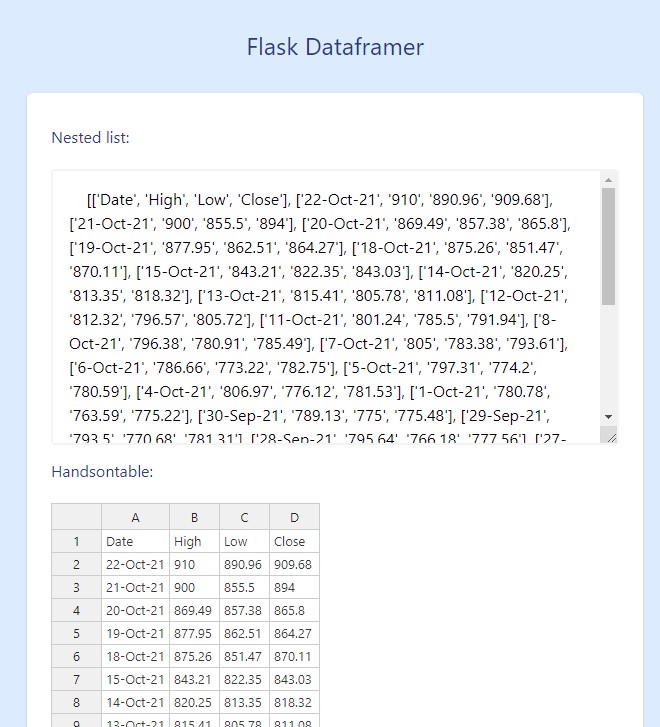 Flask Dataframer
Nested list:
[['Date', 'High', 'Low', 'Close'], ['22-Oct-21', '910', '890.96', '909.68'],
['21-Oct-21', '900', '855.5', '894'], ['20-Oct-21', '869.49', '857.38', '865.8'],
['19-Oct-21', '877.95', '862.51', '864.27'], ['18-Oct-21', '875.26', '851.47',
'870.11'], ['15-Oct-21', '843.21', '822.35', '843.03'], ['14-Oct-21', '820.25',
'813.35', '818.32'], ['13-Oct-21', '815.41', '805.78', '811.08'], ['12-Oct-21',
'812.32', '796.57', '805.72'], ['11-Oct-21', '801.24', '785.5', '791.94'], ['8-
Oct-21', '796.38', '780.91', '785.49'], ['7-Oct-21', '805', '783.38', '793.61'],
['6-Oct-21', '786.66', '773.22', '782.75'], ['5-Oct-21', '797.31', '774.2',
'780.59'], ['4-Oct-21', '806.97', '776.12', '781.53'], ['1-Oct-21', '780.78',
'763.59', '775.22'], ['30-Sep-21', '789.13', '775', '775.48'], ['29-Sep-21',
'793.5', '770.68', '781.31'], ['28-Sep-21', '795.64', '766.18', '777.56'], ['27-
Handsontable:
A B C D
1 Date High Low Close
2 22-Oct-21 910 890.96 909.68
3 21-Oct-21 900 855.5 894
4 20-Oct-21 869.49 857.38 865.8
5 19-Oct-21 877.95 862.51 864.27
6 18-Oct-21 875.26 851.47 870.11
7 15-Oct-21 843.21 822.35 843.03
8 14-Oct-21 820.25 813.35 818.32
9 13-Oct-21 815.41 805.78 811.08